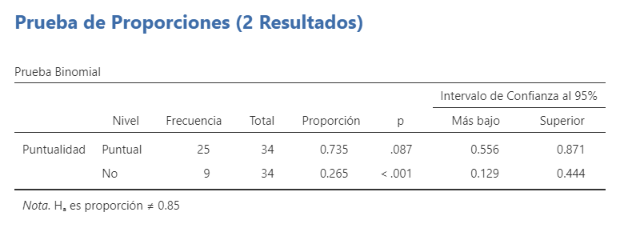 Prueba de Proporciones (2 Resultados)
Prueba Binomial
Intervalo de Confianza al 95%
Nivel Frecuencia Total Proporción p Más bajo Superior
Puntualidad Puntual 25 34 0.735 .087 0.556 0.871
No 9 34 0.265 < .001 0.129 0.444
Nota. Hₐ es proporción ≠ 0.85